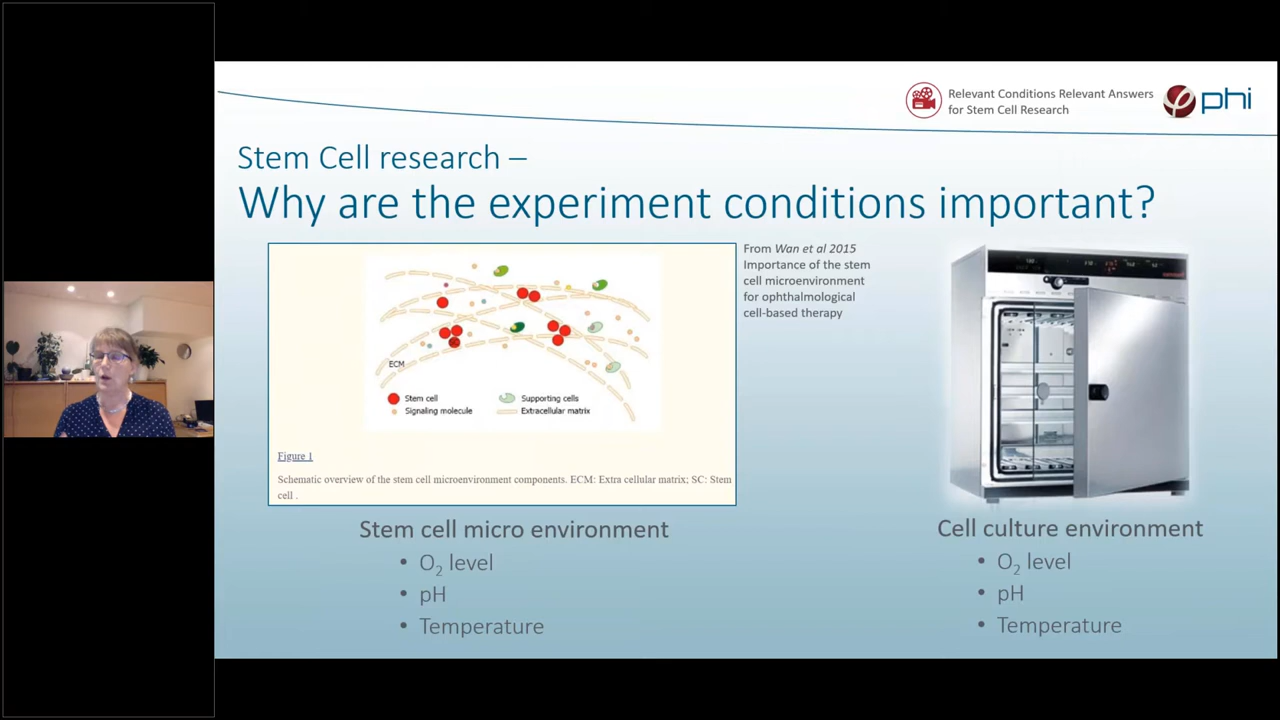 Relevant Conditions Relevant Answers
for Stem Cell Research
phi
Stem Cell research –
Why are the experiment conditions important?
ECM
Stem cell
Supporting cells
Signaling molecule
Extracellular matrix
Figure 1
Schematic overview of the stem cell microenvironment components. ECM: Extra cellular matrix; SC: Stem
cell .
From Wan et al 2015
Importance of the stem
cell microenvironment
for ophthalmological
cell-based therapy
Stem cell micro environment
• O₂ level
• pH
• Temperature
Cell culture environment
• O₂ level
• pH
• Temperature